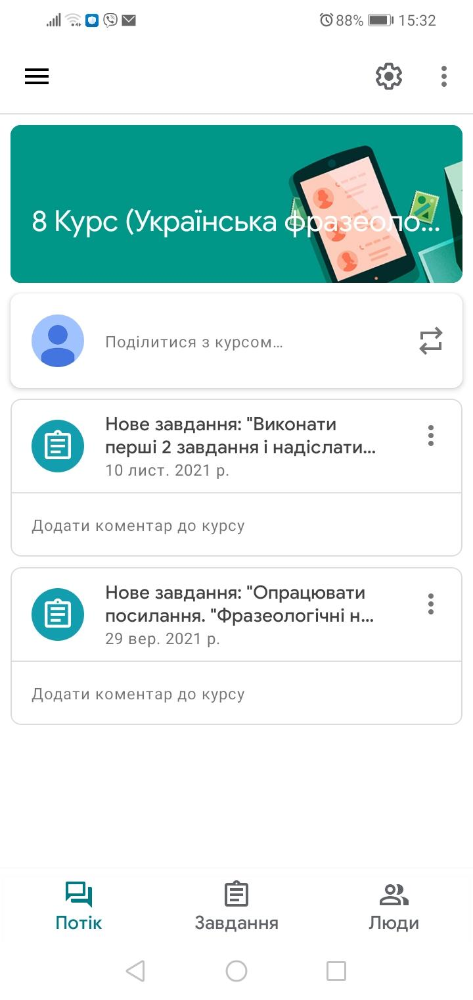 88% 15:32
8 Курс (Українська фразеоло...
Поділитися з курсом…
Нове завдання: "Виконати
перші 2 завдання і надіслати...
10 лист. 2021 р.
Додати коментар до курсу
Нове завдання: "Опрацювати
посилання. "Фразеологічні н...
29 вер. 2021 р.
Додати коментар до курсу
Потік Завдання Люди